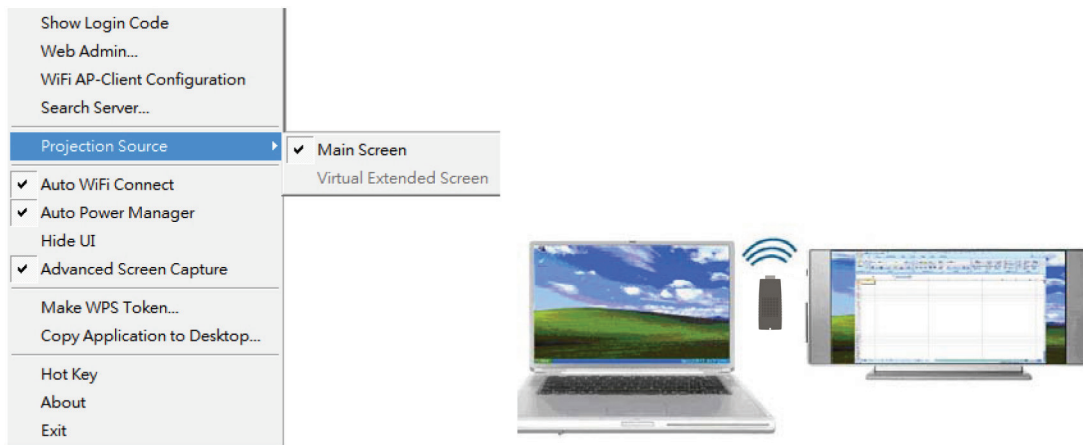 Show Login Code
Web Admin...
WiFi AP-Client Configuration
Search Server...
Projection Source
Main Screen
Virtual Extended Screen
Auto WiFi Connect
Auto Power Manager
Hide UI
Advanced Screen Capture
Make WPS Token...
Copy Application to Desktop...
Hot Key
About
Exit